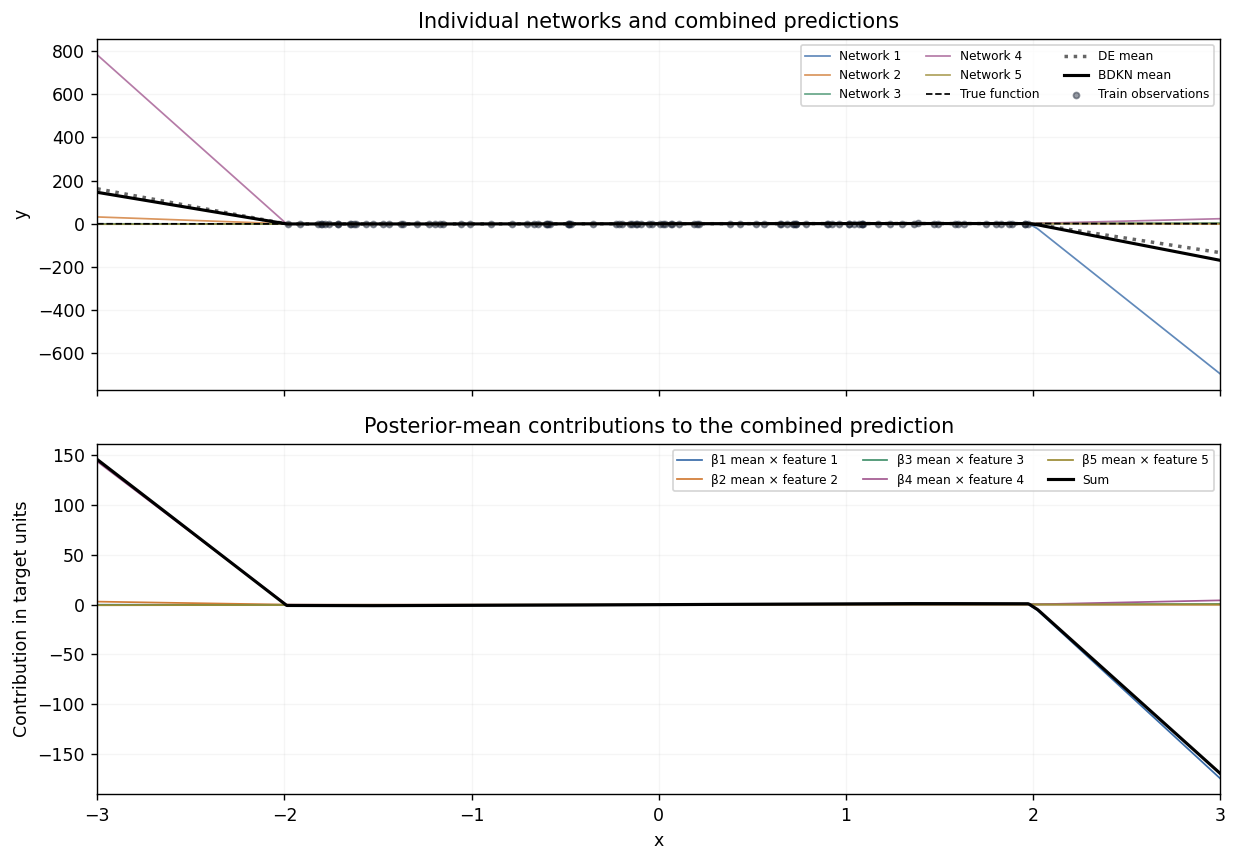 Individual networks and combined predictions
800
600
400
200
0
−200
−400
−600
y
Network 1
Network 2
Network 3
Network 4
Network 5
True function
DE mean
BDKN mean
Train observations
Posterior-mean contributions to the combined prediction
150
100
50
0
−50
−100
−150
Contribution in target units
β1 mean × feature 1
β2 mean × feature 2
β3 mean × feature 3
β4 mean × feature 4
β5 mean × feature 5
Sum
−3
−2
−1
0
1
2
3
x